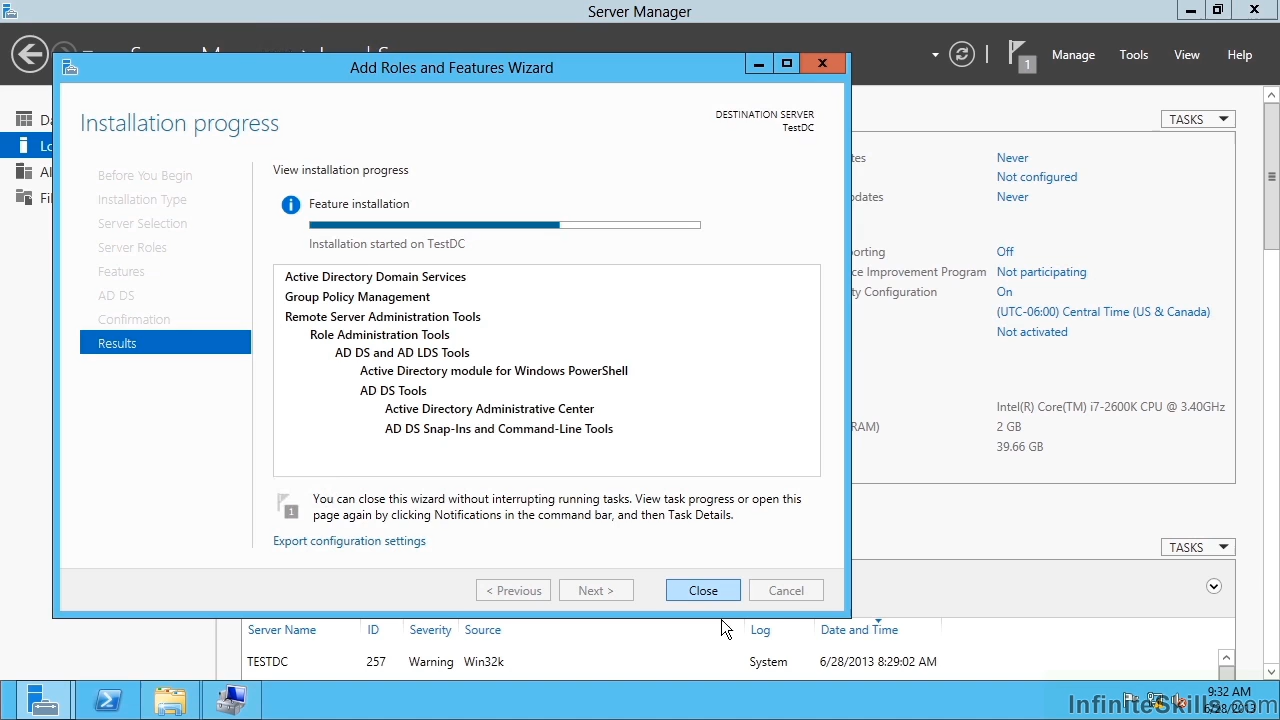 Server Manager
1
Manage
Tools
View
Help
Add Roles and Features Wizard
Installation progress
DESTINATION SERVER
TestDC
Before You Begin
Installation Type
Server Selection
Server Roles
Features
AD DS
Confirmation
Results
View installation progress
Feature installation
Installation started on TestDC
Active Directory Domain Services
Group Policy Management
Remote Server Administration Tools
Role Administration Tools
AD DS and AD LDS Tools
Active Directory module for Windows PowerShell
AD DS Tools
Active Directory Administrative Center
AD DS Snap-Ins and Command-Line Tools
1
You can close this wizard without interrupting running tasks. View task progress or open this
page again by clicking Notifications in the command bar, and then Task Details.
Export configuration settings
< Previous
Next >
Close
Cancel
TASKS
Never
Not configured
Never
Off
Improvement Program Not participating
Configuration On
(UTC-06:00) Central Time (US & Canada)
Not activated
Intel(R) Core(TM) i7-2600K CPU @ 3.40GHz
RAM) 2 GB
39.66 GB
TASKS
Server Name ID Severity Source Log Date and Time
TESTDC 257 Warning Win32k System 6/28/2013 8:29:02 AM
9:32 AM
6/28/2013
InfiniteSkills.com